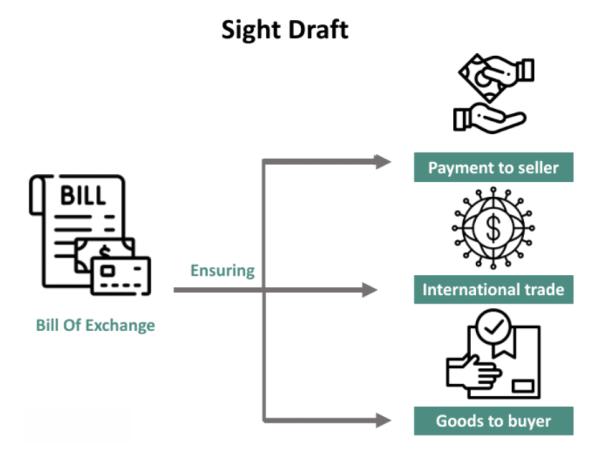 Sight Draft
BILL
$
Bill Of Exchange
Ensuring
Payment to seller
$
International trade
Goods to buyer